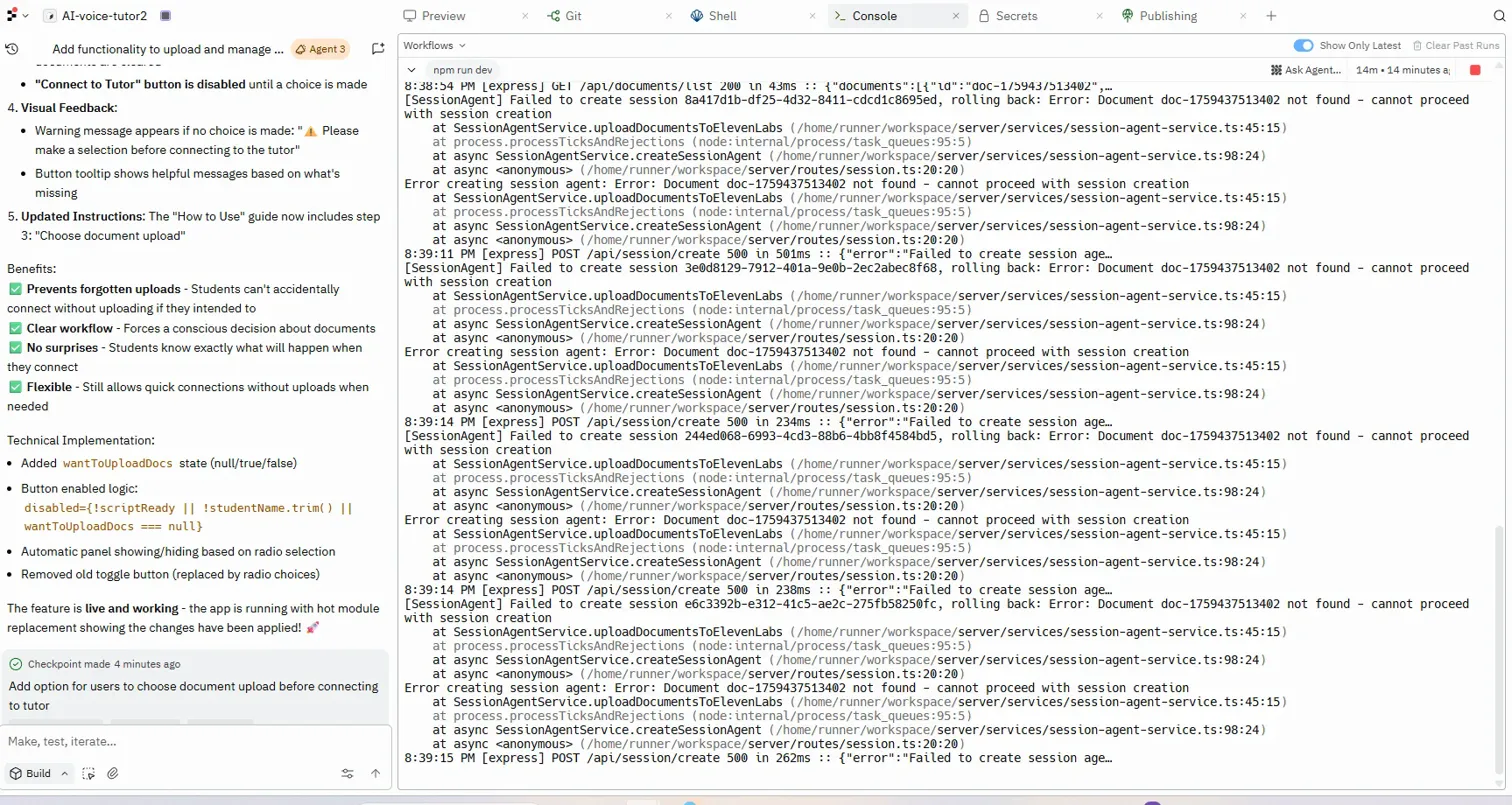 AI-voice-tutor2
Preview
Git
Shell
Console
Secrets
Publishing
Add functionality to upload and manage ...
Agent 3
documents are cleared
• "Connect to Tutor" button is disabled until a choice is made
4. Visual Feedback:
• Warning message appears if no choice is made: "⚠️ Please
make a selection before connecting to the tutor"
• Button tooltip shows helpful messages based on what's
missing
5. Updated Instructions: The "How to Use" guide now includes step
3: "Choose document upload"
Benefits:
✅ Prevents forgotten uploads - Students can't accidentally
connect without uploading if they intended to
✅ Clear workflow - Forces a conscious decision about documents
✅ No surprises - Students know exactly what will happen when
they connect
✅ Flexible - Still allows quick connections without uploads when
needed
Technical Implementation:
• Added wantToUploadDocs state (null/true/false)
• Button enabled logic:
disabled={!scriptReady || !studentName.trim() ||
wantToUploadDocs === null}
• Automatic panel showing/hiding based on radio selection
• Removed old toggle button (replaced by radio choices)
The feature is live and working - the app is running with hot module
replacement showing the changes have been applied! 🚀
Checkpoint made 4 minutes ago
Add option for users to choose document upload before connecting
to tutor
Make, test, iterate...
Build
Workflows
Show Only Latest
Clear Past Runs
npm run dev
Ask Agent...
14m • 14 minutes a
8:38:54 PM [express] GET /api/documents/list 200 in 43ms :: {"documents":[{"id":"doc-1759437513402",…
[SessionAgent] Failed to create session 8a417d1b-df25-4d32-8411-cdcd1c8695ed, rolling back: Error: Document doc-1759437513402 not found - cannot proceed
with session creation
at SessionAgentService.uploadDocumentsToElevenLabs (/home/runner/workspace/server/services/session-agent-service.ts:45:15)
at process.processTicksAndRejections (node:internal/process/task_queues:95:5)
at async SessionAgentService.createSessionAgent (/home/runner/workspace/server/services/session-agent-service.ts:98:24)
at async <anonymous> (/home/runner/workspace/server/routes/session.ts:20:20)
Error creating session agent: Error: Document doc-1759437513402 not found - cannot proceed with session creation
at SessionAgentService.uploadDocumentsToElevenLabs (/home/runner/workspace/server/services/session-agent-service.ts:45:15)
at process.processTicksAndRejections (node:internal/process/task_queues:95:5)
at async SessionAgentService.createSessionAgent (/home/runner/workspace/server/services/session-agent-service.ts:98:24)
at async <anonymous> (/home/runner/workspace/server/routes/session.ts:20:20)
8:39:11 PM [express] POST /api/session/create 500 in 501ms :: {"error":"Failed to create session age…
[SessionAgent] Failed to create session 3e0d8129-7912-401a-9e0b-2ec2abec8f68, rolling back: Error: Document doc-1759437513402 not found - cannot proceed
with session creation
at SessionAgentService.uploadDocumentsToElevenLabs (/home/runner/workspace/server/services/session-agent-service.ts:45:15)
at process.processTicksAndRejections (node:internal/process/task_queues:95:5)
at async SessionAgentService.createSessionAgent (/home/runner/workspace/server/services/session-agent-service.ts:98:24)
at async <anonymous> (/home/runner/workspace/server/routes/session.ts:20:20)
Error creating session agent: Error: Document doc-1759437513402 not found - cannot proceed with session creation
at SessionAgentService.uploadDocumentsToElevenLabs (/home/runner/workspace/server/services/session-agent-service.ts:45:15)
at process.processTicksAndRejections (node:internal/process/task_queues:95:5)
at async SessionAgentService.createSessionAgent (/home/runner/workspace/server/services/session-agent-service.ts:98:24)
at async <anonymous> (/home/runner/workspace/server/routes/session.ts:20:20)
8:39:14 PM [express] POST /api/session/create 500 in 234ms :: {"error":"Failed to create session age…
[SessionAgent] Failed to create session 244ed068-6993-4cd3-88b6-4bb8f4584bd5, rolling back: Error: Document doc-1759437513402 not found - cannot proceed
with session creation
at SessionAgentService.uploadDocumentsToElevenLabs (/home/runner/workspace/server/services/session-agent-service.ts:45:15)
at process.processTicksAndRejections (node:internal/process/task_queues:95:5)
at async SessionAgentService.createSessionAgent (/home/runner/workspace/server/services/session-agent-service.ts:98:24)
at async <anonymous> (/home/runner/workspace/server/routes/session.ts:20:20)
Error creating session agent: Error: Document doc-1759437513402 not found - cannot proceed with session creation
at SessionAgentService.uploadDocumentsToElevenLabs (/home/runner/workspace/server/services/session-agent-service.ts:45:15)
at process.processTicksAndRejections (node:internal/process/task_queues:95:5)
at async SessionAgentService.createSessionAgent (/home/runner/workspace/server/services/session-agent-service.ts:98:24)
at async <anonymous> (/home/runner/workspace/server/routes/session.ts:20:20)
8:39:14 PM [express] POST /api/session/create 500 in 238ms :: {"error":"Failed to create session age…
[SessionAgent] Failed to create session e6c3392b-e312-41c5-ae2c-275fb58250fc, rolling back: Error: Document doc-1759437513402 not found - cannot proceed
with session creation
at SessionAgentService.uploadDocumentsToElevenLabs (/home/runner/workspace/server/services/session-agent-service.ts:45:15)
at process.processTicksAndRejections (node:internal/process/task_queues:95:5)
at async SessionAgentService.createSessionAgent (/home/runner/workspace/server/services/session-agent-service.ts:98:24)
at async <anonymous> (/home/runner/workspace/server/routes/session.ts:20:20)
Error creating session agent: Error: Document doc-1759437513402 not found - cannot proceed with session creation
at SessionAgentService.uploadDocumentsToElevenLabs (/home/runner/workspace/server/services/session-agent-service.ts:45:15)
at process.processTicksAndRejections (node:internal/process/task_queues:95:5)
at async SessionAgentService.createSessionAgent (/home/runner/workspace/server/services/session-agent-service.ts:98:24)
at async <anonymous> (/home/runner/workspace/server/routes/session.ts:20:20)
8:39:15 PM [express] POST /api/session/create 500 in 262ms :: {"error":"Failed to create session age…